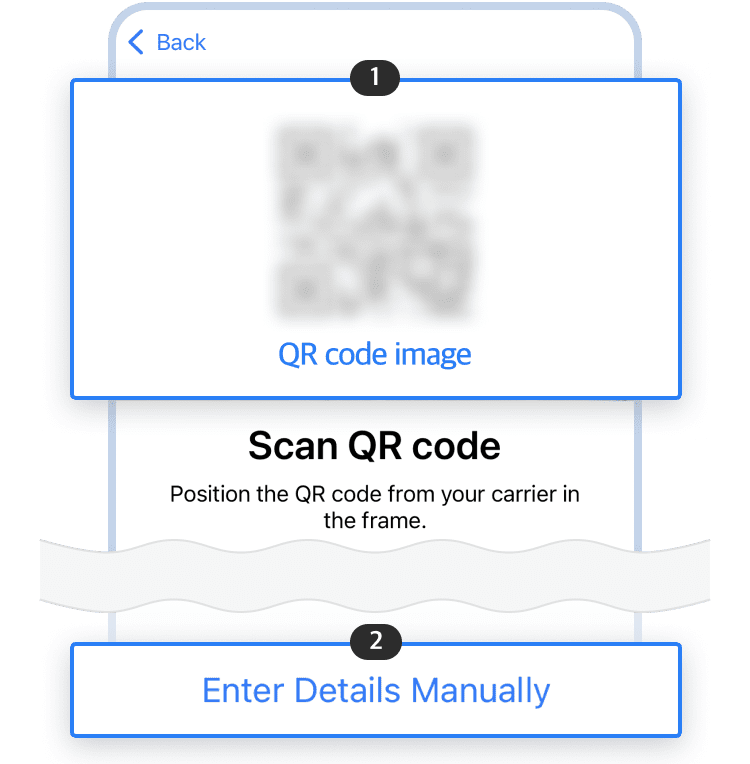 Back
1
QR code image
Scan QR code
Position the QR code from your carrier in
the frame.
2
Enter Details Manually